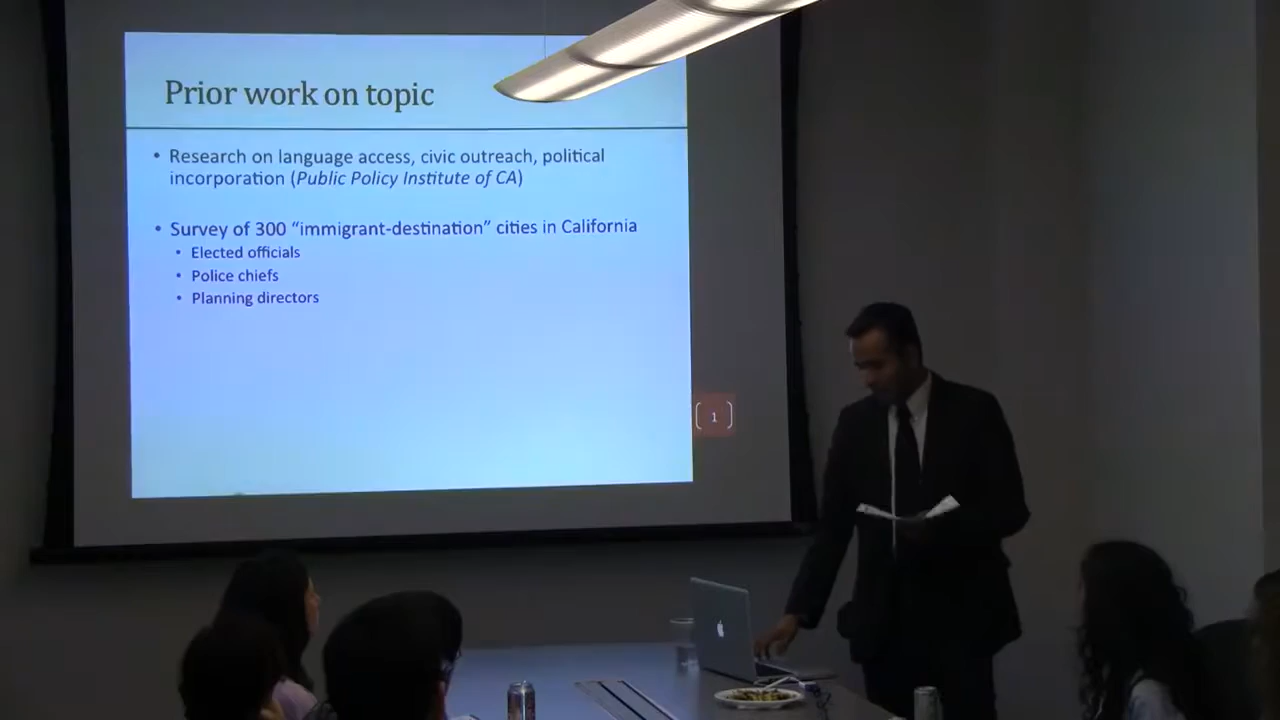 Prior work on topic
• Research on language access, civic outreach, political
incorporation (Public Policy Institute of CA)
• Survey of 300 “immigrant-destination” cities in California
• Elected officials
• Police chiefs
• Planning directors
1